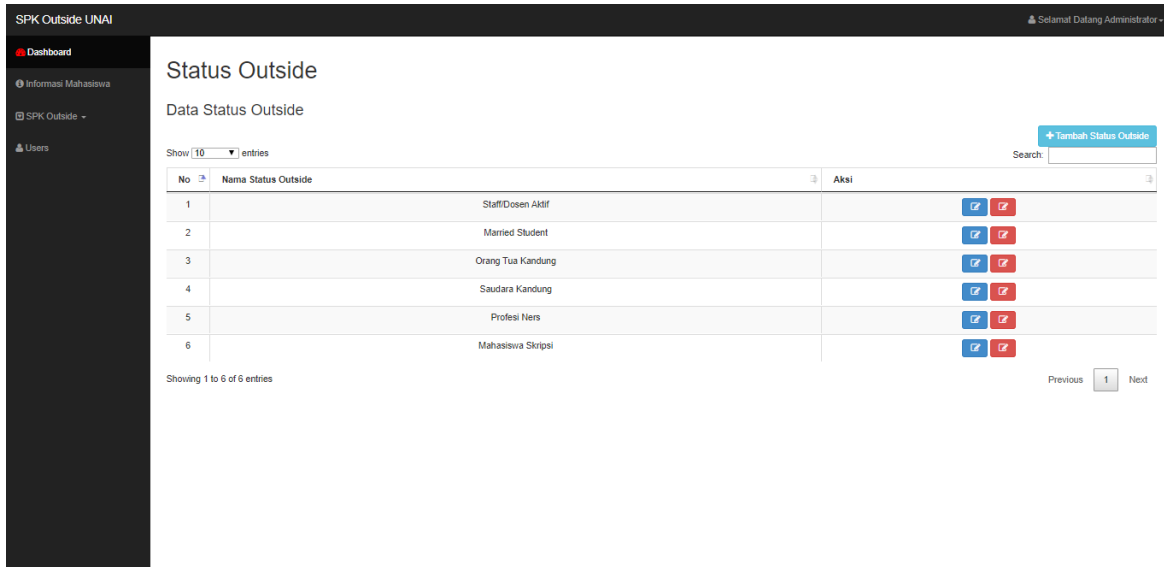 SPK Outside UNAI
Selamat Datang Administrator
Dashboard
Informasi Mahasiswa
SPK Outside
Users
Status Outside
Data Status Outside
+Tambah Status Outside
Show 10 entries
Search:
No Nama Status Outside Aksi
1 Staff/Dosen Aktif
2 Married Student
3 Orang Tua Kandung
4 Saudara Kandung
5 Profesi Ners
6 Mahasiswa Skripsi
Showing 1 to 6 of 6 entries
Previous 1 Next